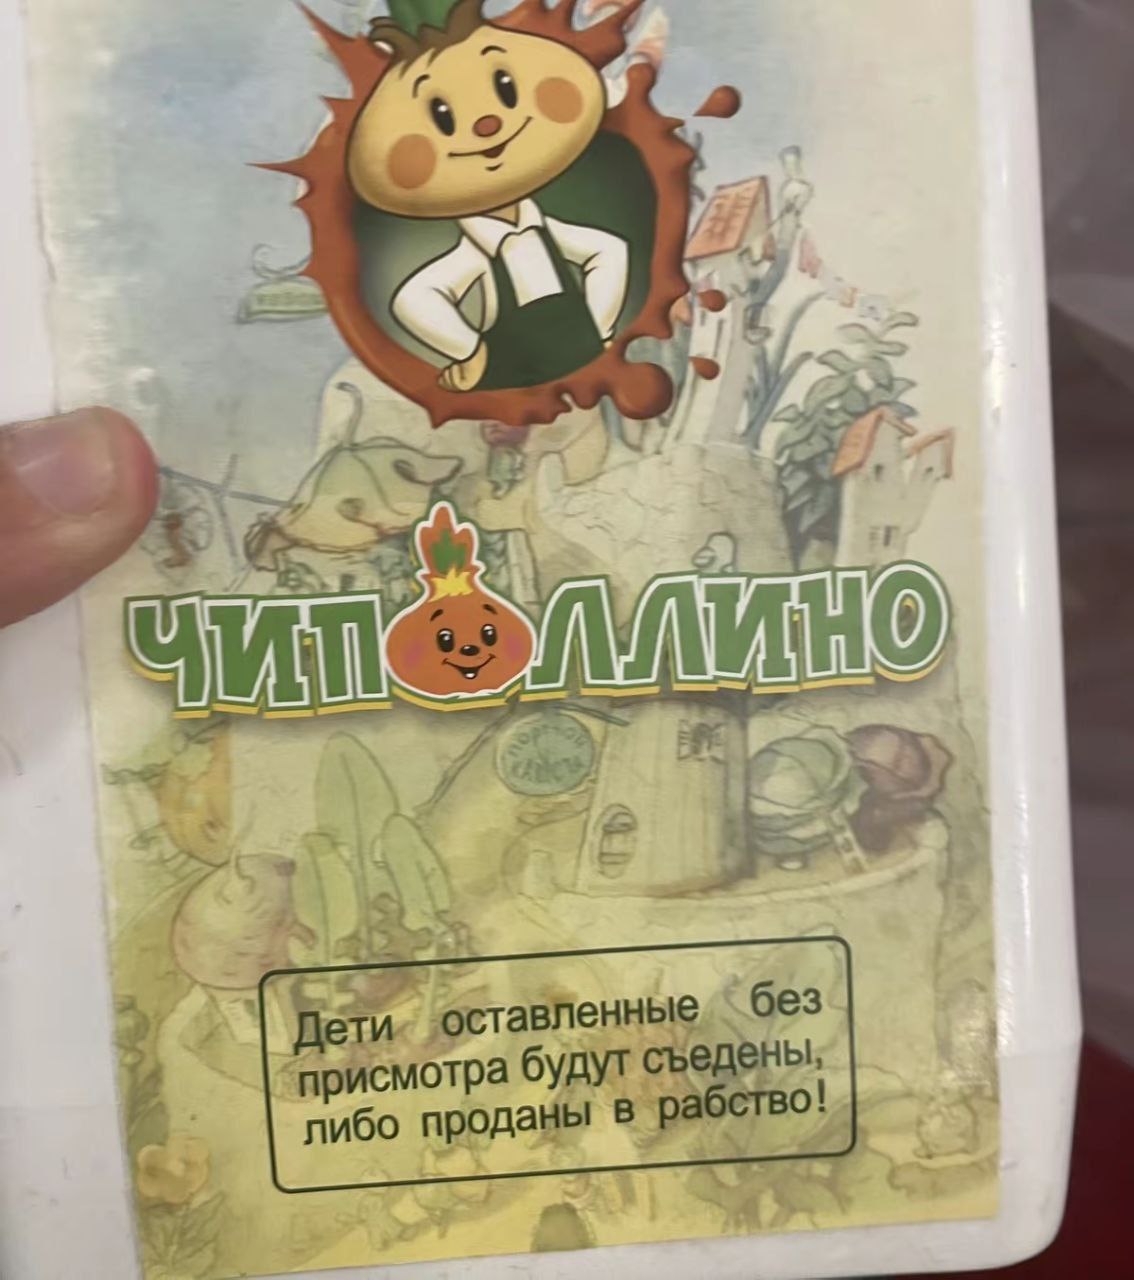 ЧИПОЛЛИНО
Дети оставленные без
присмотра будут съедены,
либо проданы в рабство!